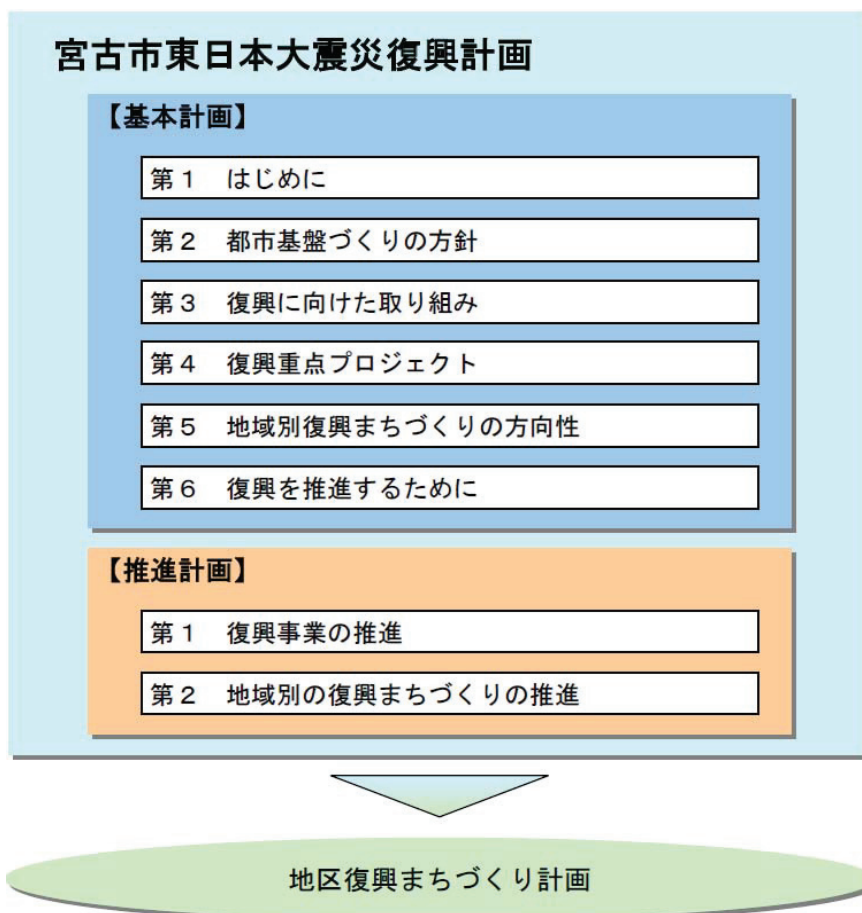 宮古市東日本大震災復興計画
【基本計画】
第１　はじめに
第２　都市基盤づくりの方針
第３　復興に向けた取り組み
第４　復興重点プロジェクト
第５　地域別復興まちづくりの方向性
第６　復興を推進するために
【推進計画】
第１　復興事業の推進
第２　地域別の復興まちづくりの推進
地区復興まちづくり計画